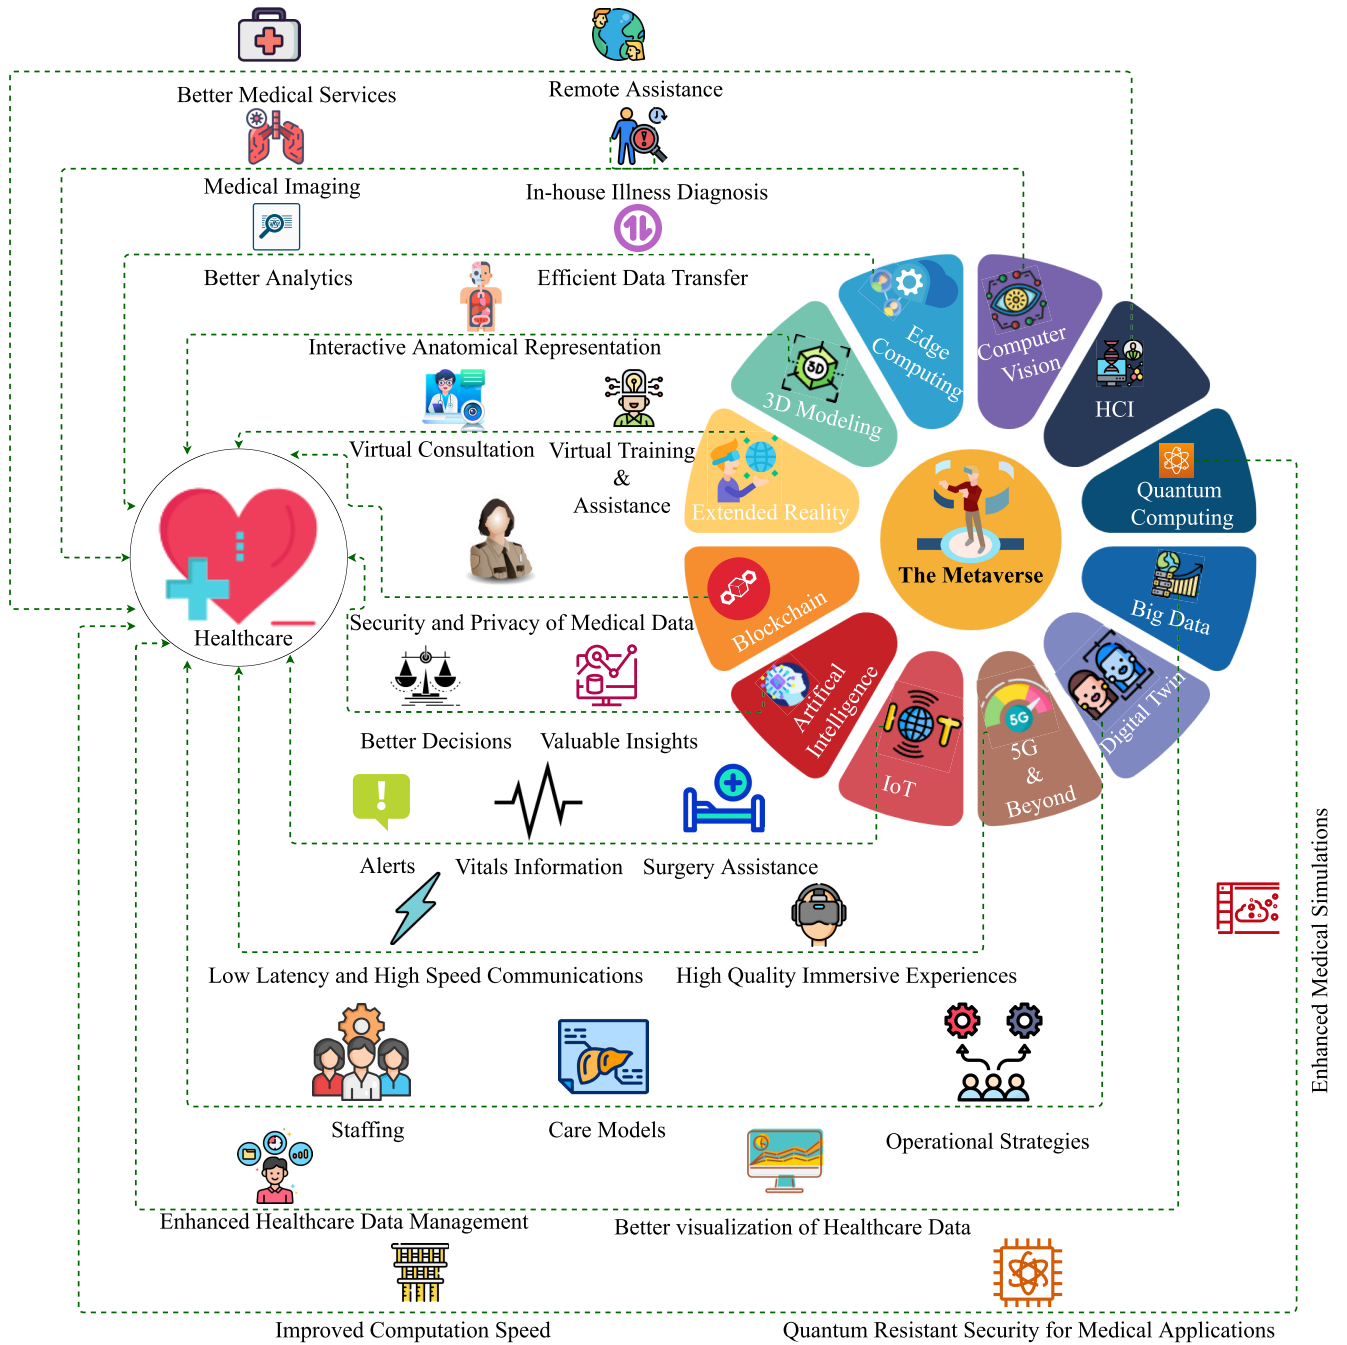 Better Medical Services
Remote Assistance
Medical Imaging
In-house Illness Diagnosis
Better Analytics
Efficient Data Transfer
Interactive Anatomical Representation
Virtual Consultation
Virtual Training
&
Assistance
Security and Privacy of Medical Data
Healthcare
Better Decisions
Valuable Insights
Alerts
Vitals Information
Surgery Assistance
Low Latency and High Speed Communications
High Quality Immersive Experiences
Staffing
Care Models
Operational Strategies
Enhanced Healthcare Data Management
Better visualization of Healthcare Data
Improved Computation Speed
Quantum Resistant Security for Medical Applications
Enhanced Medical Simulations
The Metaverse
Edge
Computing
Computer
Vision
HCI
Quantum
Computing
Big Data
Digital Twin
5G
5G
&
Beyond
IoT
IoT
Artifical
Intelligence
Blockchain
Extended Reality
3D
3D Modeling